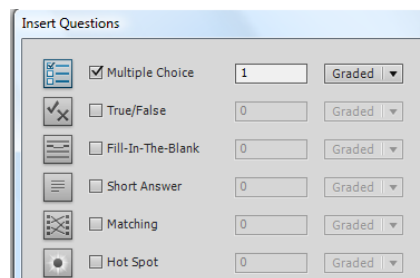 Insert Questions
Multiple Choice 1 Graded
True/False 0 Graded
Fill-In-The-Blank 0 Graded
Short Answer 0 Graded
Matching 0 Graded
Hot Spot 0 Graded